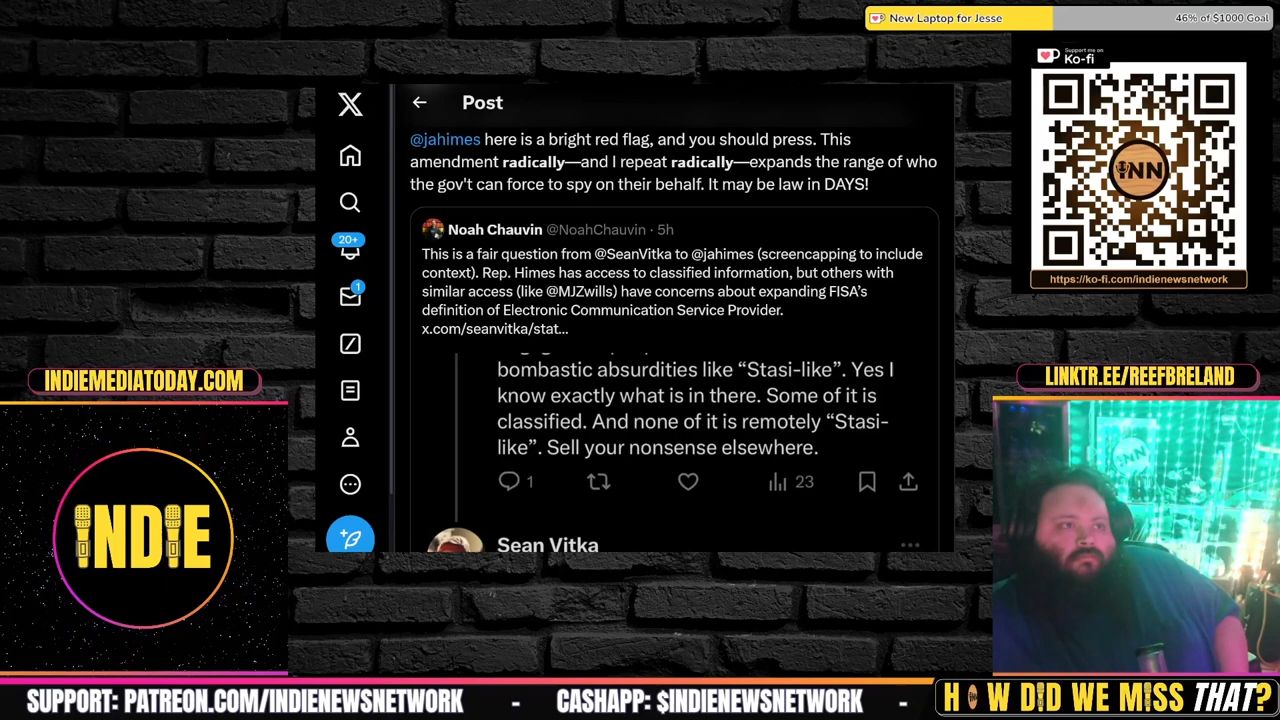 New Laptop for Jesse
46% of $1000 Goal
Support me on
Ko-fi
INN
https://ko-fi.com/indienewsnetwork
Post
@jahimes here is a bright red flag, and you should press. This
amendment radically—and I repeat radically—expands the range of who
the gov't can force to spy on their behalf. It may be law in DAYS!
Noah Chauvin @NoahChauvin · 5h
This is a fair question from @SeanVitka to @jahimes (screencapping to include
context). Rep. Himes has access to classified information, but others with
similar access (like @MJZwills) have concerns about expanding FISA's
definition of Electronic Communication Service Provider.
x.com/seanvitka/stat...
bombastic absurdities like “Stasi-like”. Yes I
know exactly what is in there. Some of it is
classified. And none of it is remotely “Stasi-
like”. Sell your nonsense elsewhere.
1
23
Sean Vitka
20+
1
INDIEMEDIATODAY.COM
INDIE
LINKTR.EE/REEFBRELAND
SUPPORT: PATREON.COM/INDIENEWSNETWORK - CASHAPP: $INDIENEWSNETWORK -
HOW DID WE MISS THAT?